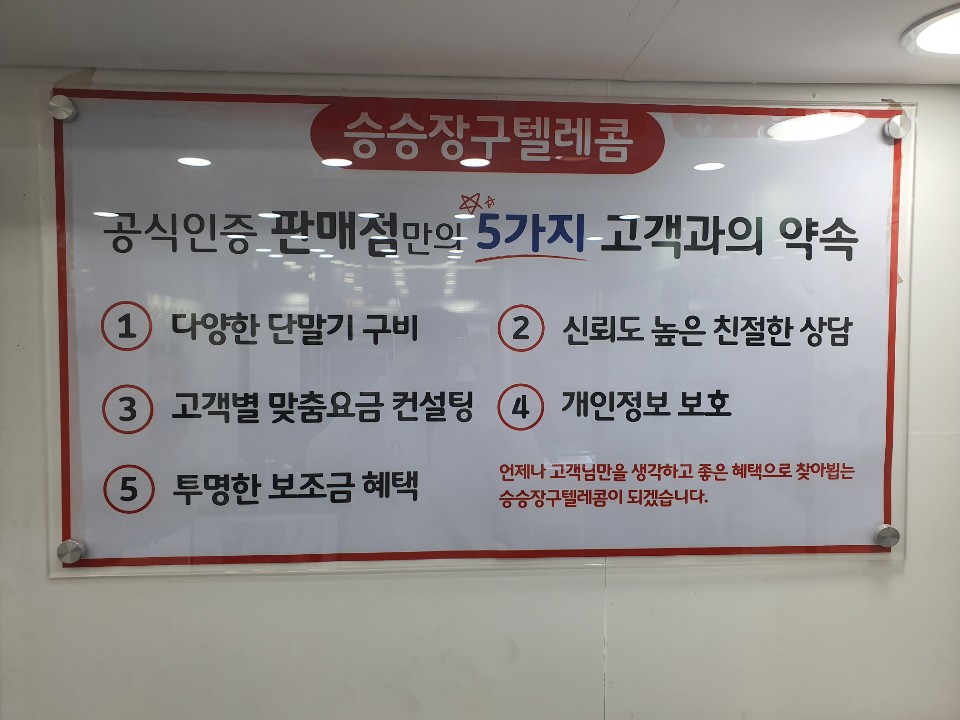 승승장구텔레콤
공식인증 판매점만의 5가지 고객과의 약속
1 다양한 단말기 구비
2 신뢰도 높은 친절한 상담
3 고객별 맞춤요금 컨설팅
4 개인정보 보호
5 투명한 보조금 혜택
언제나 고객님만을 생각하고 좋은 혜택으로 찾아뵙는
승승장구텔레콤이 되겠습니다.